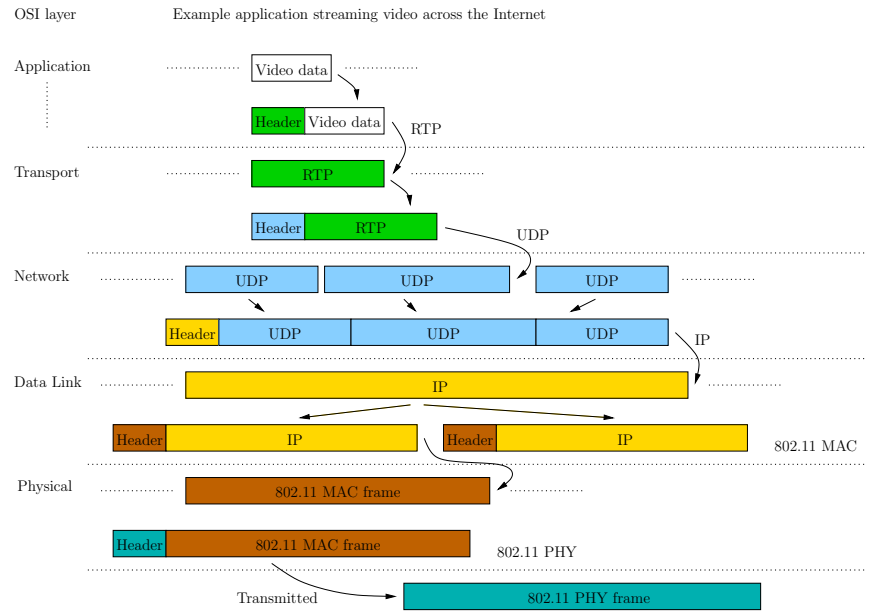 OSI layer Example application streaming video across the Internet
Application Video data
Header Video data RTP
Transport RTP
Header RTP UDP
Network UDP UDP UDP
Header UDP UDP UDP IP
Data Link IP
Header IP Header IP 802.11 MAC
Physical 802.11 MAC frame
Header 802.11 MAC frame 802.11 PHY
Transmitted 802.11 PHY frame